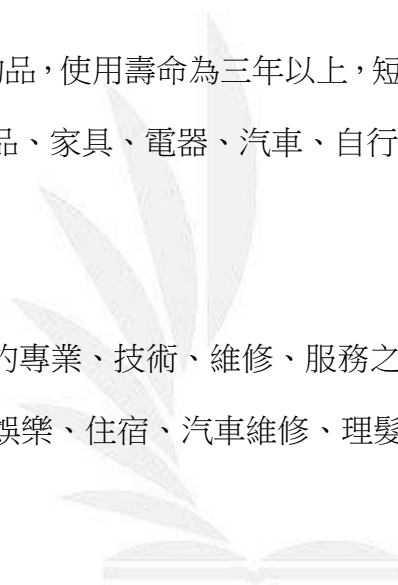 品，使用壽命為三年以上，短
品、家具、電器、汽車、自行
的專業、技術、維修、服務之
娛樂、住宿、汽車維修、理髮